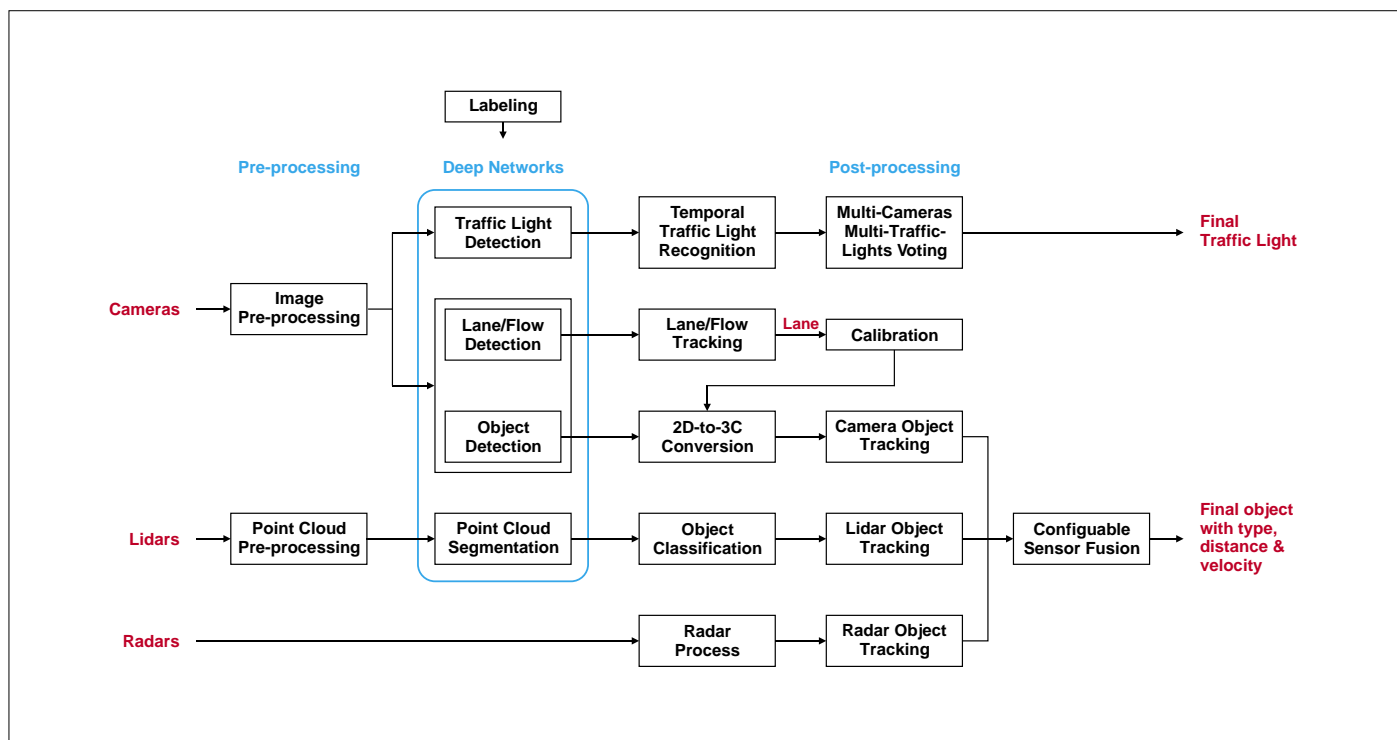 Labeling
Pre-processing
Deep Networks
Post-processing
Traffic Light
Detection
Temporal
Traffic Light
Recognition
Multi-Cameras
Multi-Traffic-
Lights Voting
Final
Traffic Light
Cameras
Image
Pre-processing
Lane/Flow
Detection
Lane/Flow
Tracking
Lane
Calibration
Object
Detection
2D-to-3C
Conversion
Camera Object
Tracking
Lidars
Point Cloud
Pre-processing
Point Cloud
Segmentation
Object
Classification
Lidar Object
Tracking
Configuable
Sensor Fusion
Final object
with type,
distance &
velocity
Radars
Radar
Process
Radar Object
Tracking